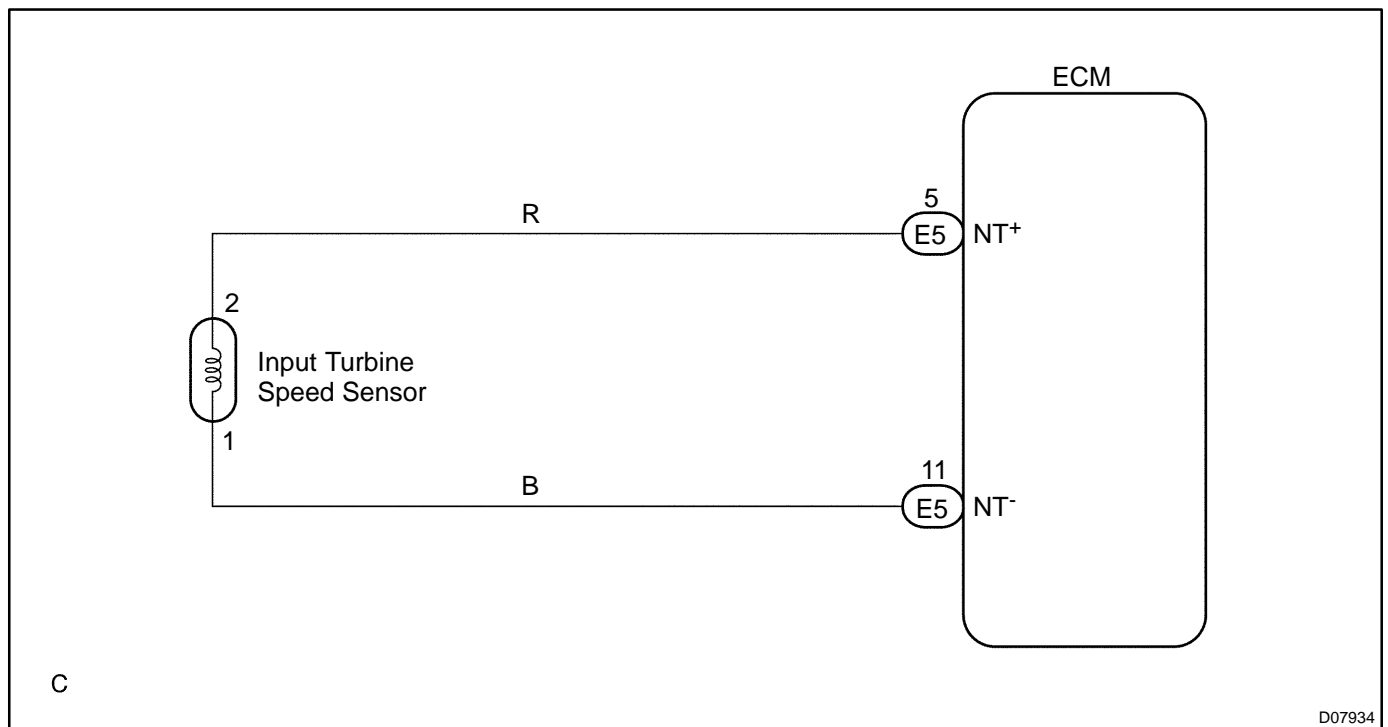 ECM
R
5
E5
NT+
2
Input Turbine
Speed Sensor
1
B
11
E5
NT-
C
D07934